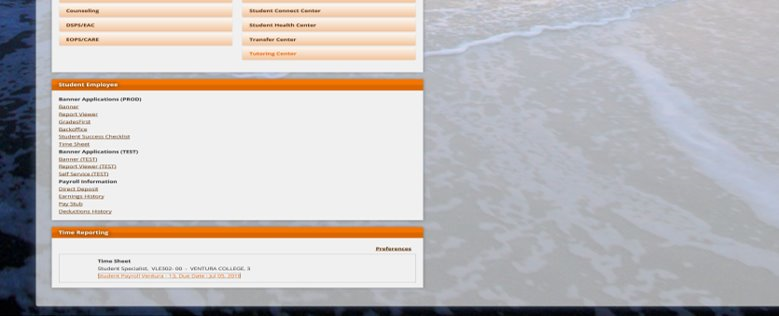 Counseling
Student Connect Center
DSPS/EAC
Student Health Center
EOPS/CARE
Transfer Center
Tutoring Center
Student Employee
Banner Applications (PROD)
Banner
Report Viewer
GradesFirst
Backoffice
Student Success Checklist
Time Sheet
Banner Applications (TEST)
Banner (TEST)
Report Viewer (TEST)
Self Service (TEST)
Payroll Information
Direct Deposit
Earnings History
Pay Stub
Deductions History
Time Reporting
Preferences
Time Sheet
Student Specialist, VLE302- 00 - VENTURA COLLEGE, 3
Student Payroll Ventura - 13, Due Date : Jul 05, 2018